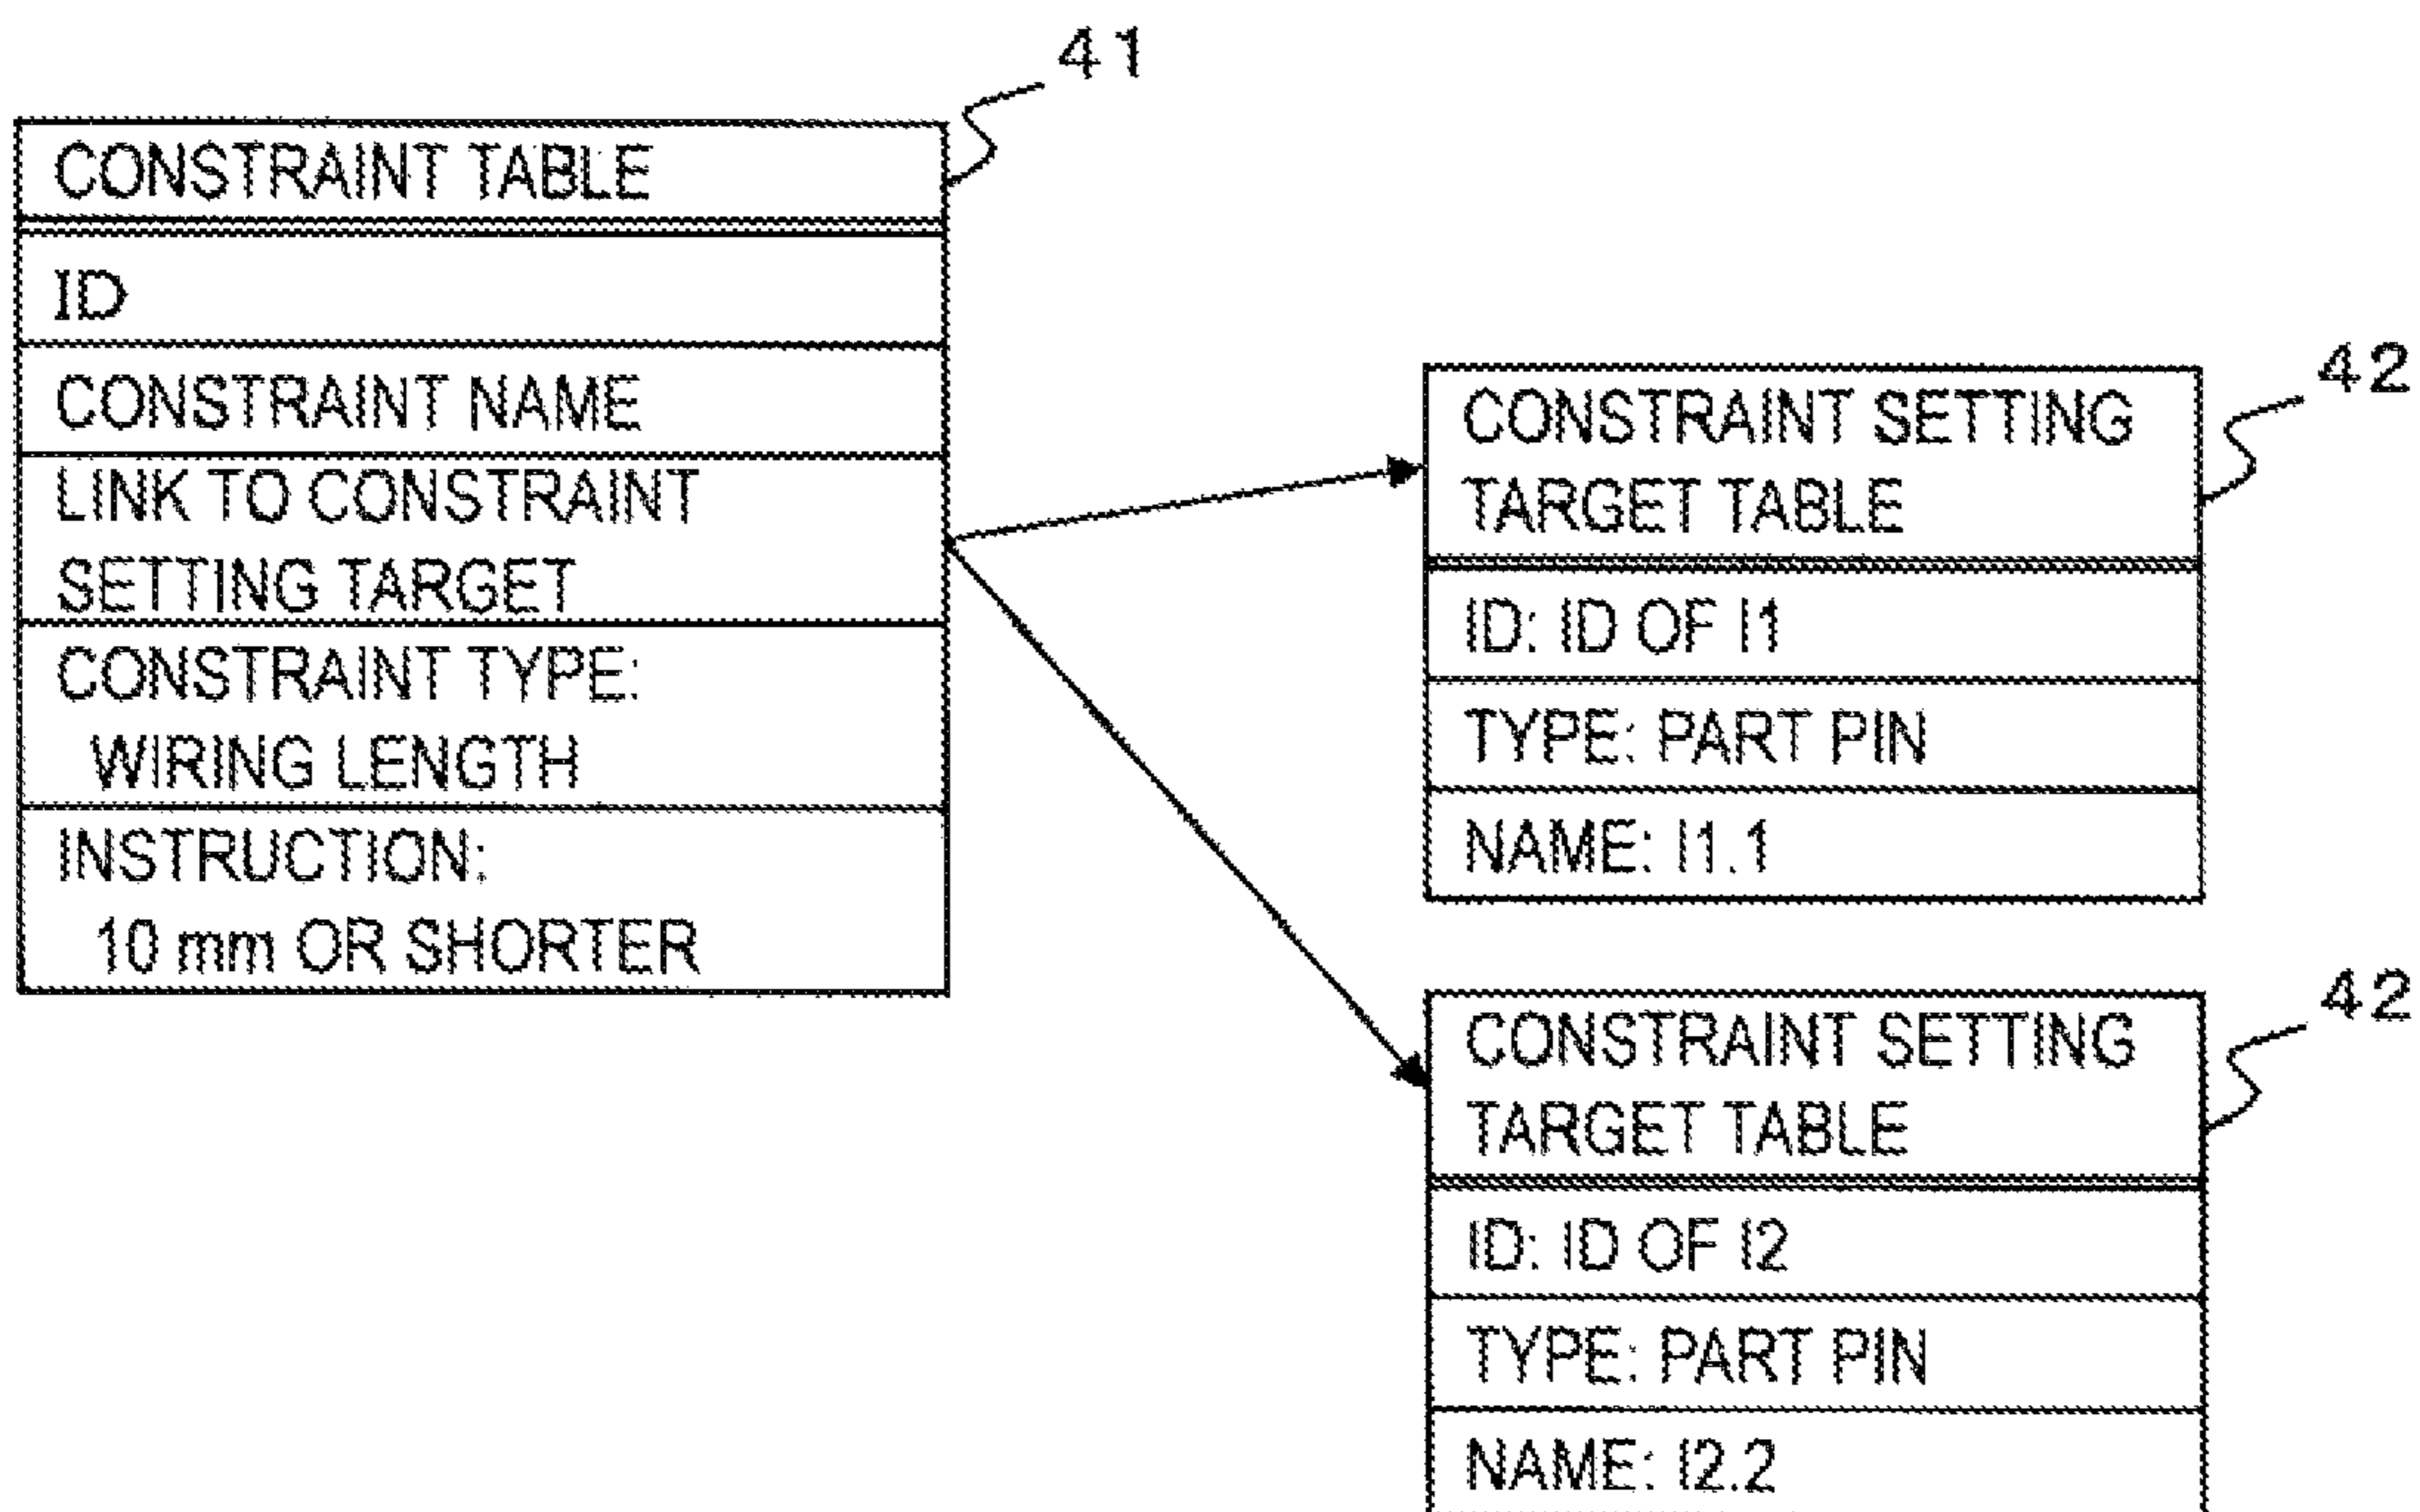 41
CONSTRAINT TABLE
ID
CONSTRAINT NAME
LINK TO CONSTRAINT
SETTING TARGET
CONSTRAINT TYPE:
WIRING LENGTH
INSTRUCTION:
10 mm OR SHORTER
42
CONSTRAINT SETTING
TARGET TABLE
ID: ID OF I1
TYPE: PART PIN
NAME: I1.1
42
CONSTRAINT SETTING
TARGET TABLE
ID: ID OF I2
TYPE: PART PIN
NAME: I2.2